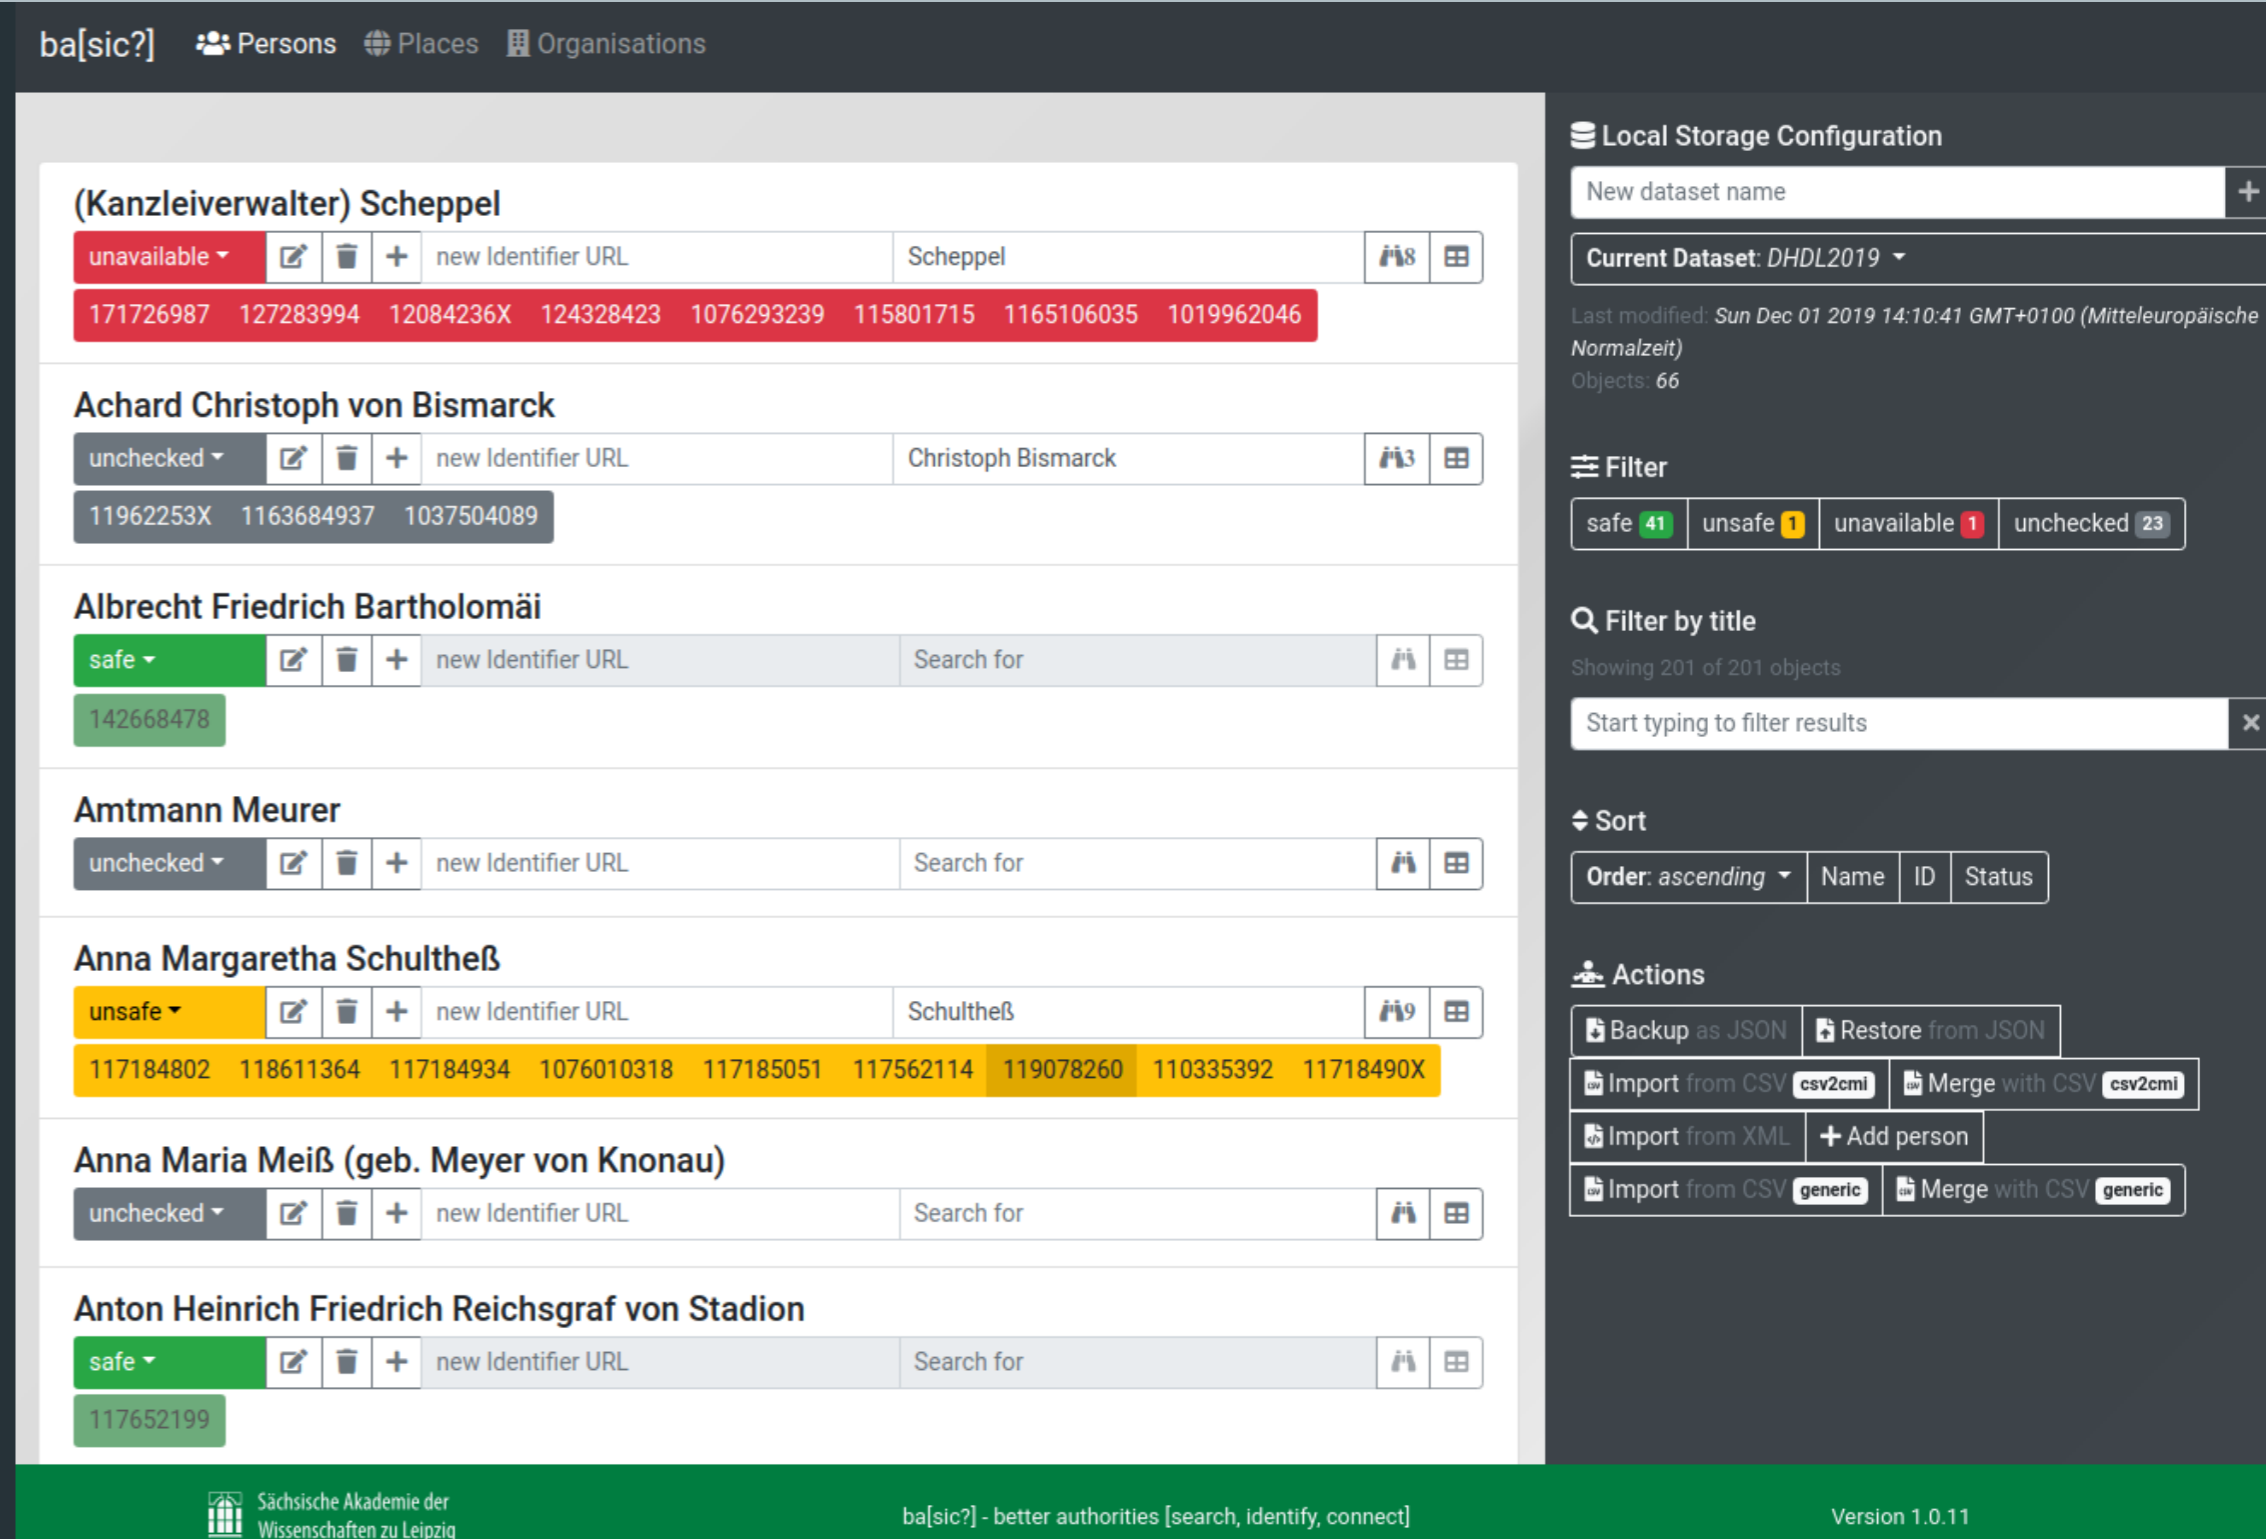 ba[sic?] Persons Places Organisations
(Kanzleiverwalter) Scheppel
unavailable new Identifier URL Scheppel 8
171726987 127283994 12084236X 124328423 1076293239 115801715 1165106035 1019962046
Achard Christoph von Bismarck
unchecked new Identifier URL Christoph Bismarck 3
11962253X 1163684937 1037504089
Albrecht Friedrich Bartholomäi
safe new Identifier URL Search for
142668478
Amtmann Meurer
unchecked new Identifier URL Search for
Anna Margaretha Schultheß
unsafe new Identifier URL Schultheß 9
117184802 118611364 117184934 1076010318 117185051 117562114 119078260 110335392 11718490X
Anna Maria Meiß (geb. Meyer von Knonau)
unchecked new Identifier URL Search for
Anton Heinrich Friedrich Reichsgraf von Stadion
safe new Identifier URL Search for
117652199
Local Storage Configuration
New dataset name
Current Dataset: DHDL2019
Last modified: Sun Dec 01 2019 14:10:41 GMT+0100 (Mitteleuropäische
Normalzeit)
Objects: 66
Filter
safe 41 unsafe 1 unavailable 1 unchecked 23
Filter by title
Showing 201 of 201 objects
Start typing to filter results
Sort
Order: ascending Name ID Status
Actions
Backup as JSON Restore from JSON
Import from CSV csv2cmi Merge with CSV csv2cmi
Import from XML + Add person
Import from CSV generic Merge with CSV generic
Sächsische Akademie der
Wissenschaften zu Leipzig
ba[sic?] - better authorities [search, identify, connect]
Version 1.0.11